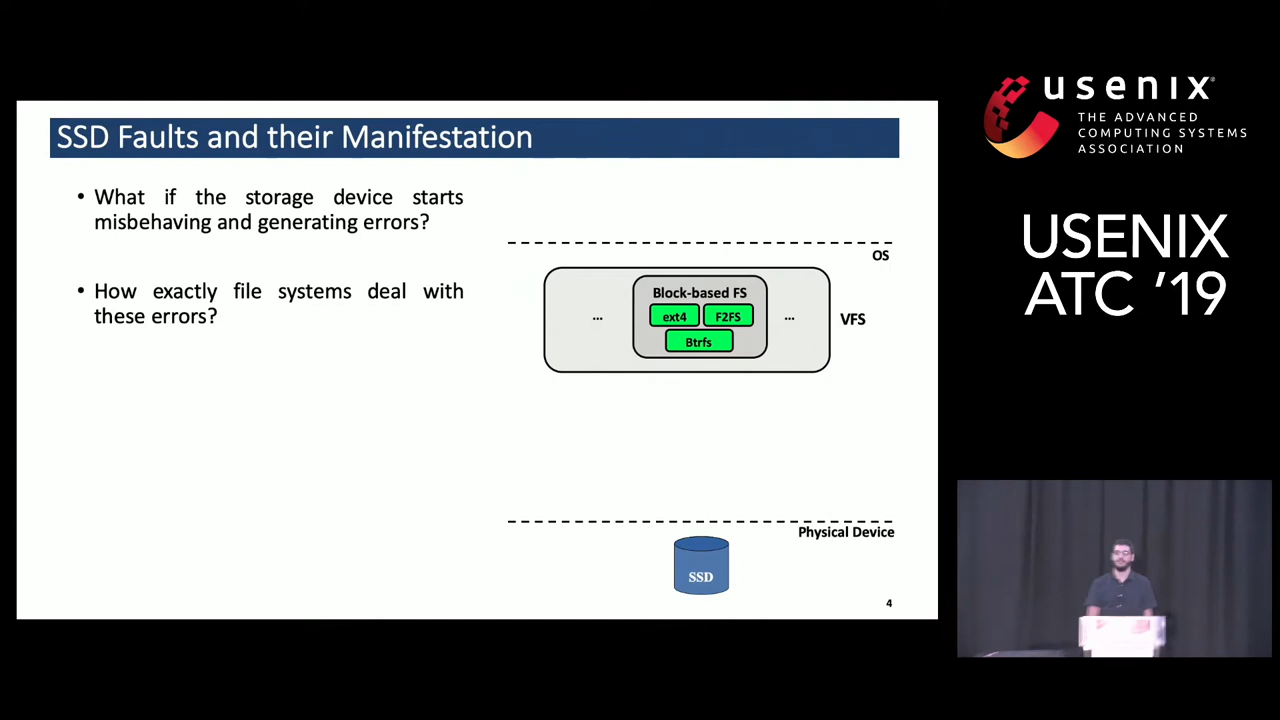 SSD Faults and their Manifestation
• What if the storage device starts
misbehaving and generating errors?
• How exactly file systems deal with
these errors?
OS
Block-based FS
...
ext4
F2FS
...
VFS
Btrfs
Physical Device
SSD
4
usenix®
THE ADVANCED
COMPUTING SYSTEMS
ASSOCIATION
USENIX
ATC '19